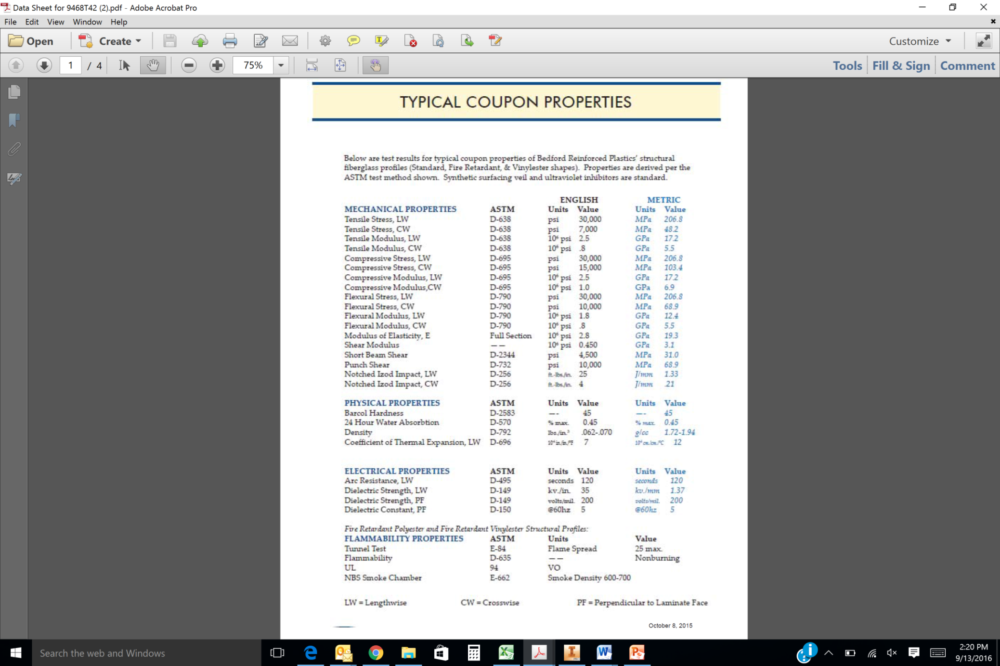 Data Sheet for 9468T42 (2).pdf - Adobe Acrobat Pro
File Edit View Window Help
Open Create Customize
1 / 4 75% Tools Fill & Sign Comment
TYPICAL COUPON PROPERTIES
Below are test results for typical coupon properties of Bedford Reinforced Plastics' structural
fiberglass profiles (Standard, Fire Retardant, & Vinylester shapes). Properties are derived per the
ASTM test method shown. Synthetic surfacing veil and ultraviolet inhibitors are standard.
ENGLISH METRIC
MECHANICAL PROPERTIES ASTM Units Value Units Value
Tensile Stress, LW D-638 psi 30,000 MPa 206.8
Tensile Stress, CW D-638 psi 7,000 MPa 48.2
Tensile Modulus, LW D-638 10⁶ psi 2.5 GPa 17.2
Tensile Modulus, CW D-638 10⁶ psi .8 GPa 5.5
Compressive Stress, LW D-695 psi 30,000 MPa 206.8
Compressive Stress, CW D-695 psi 15,000 MPa 103.4
Compressive Modulus, LW D-695 10⁶ psi 2.5 GPa 17.2
Compressive Modulus,CW D-695 10⁶ psi 1.0 GPa 6.9
Flexural Stress, LW D-790 psi 30,000 MPa 206.8
Flexural Stress, CW D-790 psi 10,000 MPa 68.9
Flexural Modulus, LW D-790 10⁶ psi 1.8 GPa 12.4
Flexural Modulus, CW D-790 10⁶ psi .8 GPa 5.5
Modulus of Elasticity, E Full Section 10⁶ psi 2.8 GPa 19.3
Shear Modulus — — 10⁶ psi 0.450 GPa 3.1
Short Beam Shear D-2344 psi 4,500 MPa 31.0
Punch Shear D-732 psi 10,000 MPa 68.9
Notched Izod Impact, LW D-256 ft.-lbs./in. 25 J/mm 1.33
Notched Izod Impact, CW D-256 ft.-lbs./in. 4 J/mm .21
PHYSICAL PROPERTIES ASTM Units Value Units Value
Barcol Hardness D-2583 —- 45 —- 45
24 Hour Water Absorbtion D-570 % max. 0.45 % max. 0.45
Density D-792 lbs./in.³ .062-.070 g/cc 1.72-1.94
Coefficient of Thermal Expansion, LW D-696 7 12
ELECTRICAL PROPERTIES ASTM Units Value Units Value
Arc Resistance, LW D-495 seconds 120 seconds 120
Dielectric Strength, LW D-149 kv./in. 35 kv./mm 1.37
Dielectric Strength, PF D-149 volts/mil. 200 volts/mil. 200
Dielectric Constant, PF D-150 @60hz 5 @60hz 5
Fire Retardant Polyester and Fire Retardant Vinylester Structural Profiles:
FLAMMABILITY PROPERTIES ASTM Units Value
Tunnel Test E-84 Flame Spread 25 max.
Flammability D-635 — — Nonburning
UL 94 VO
NBS Smoke Chamber E-662 Smoke Density 600-700
LW = Lengthwise CW = Crosswise PF = Perpendicular to Laminate Face
October 8, 2015
Search the web and Windows
2:20 PM
9/13/2016